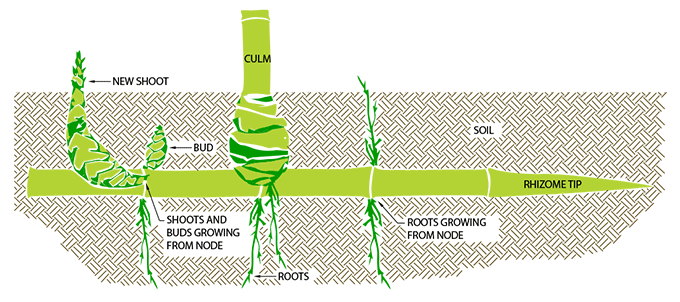 CULM
NEW SHOOT
SOIL
BUD
RHIZOME TIP
SHOOTS AND
BUDS GROWING
FROM NODE
ROOTS GROWING
FROM NODE
ROOTS